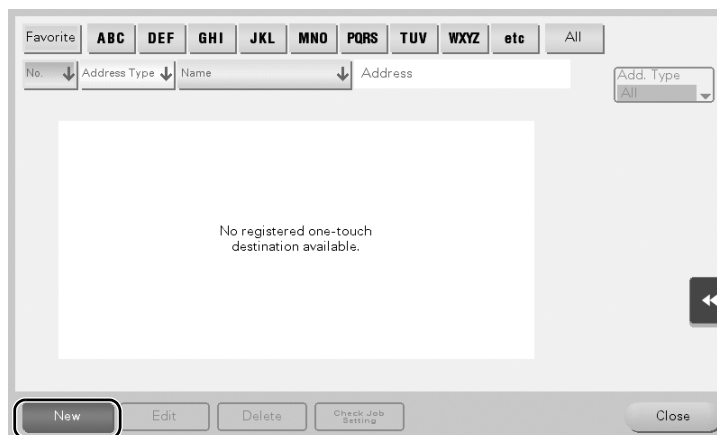 Favorite ABC DEF GHI JKL MNO PQRS TUV WXYZ etc All
No. Address Type Name Address Add. Type
All
No registered one-touch
destination available.
New Edit Delete Check Job
Setting Close